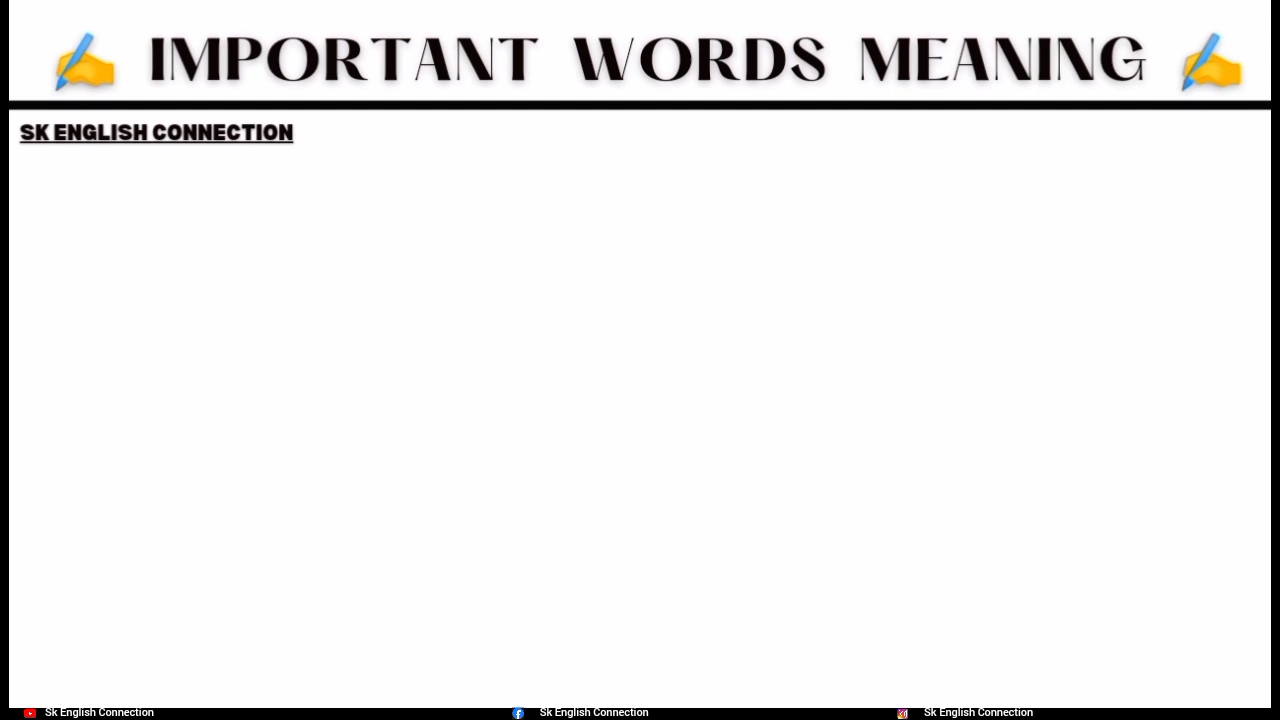 ✍️ IMPORTANT WORDS MEANING ✍️
SK ENGLISH CONNECTION
Sk English Connection Sk English Connection Sk English Connection